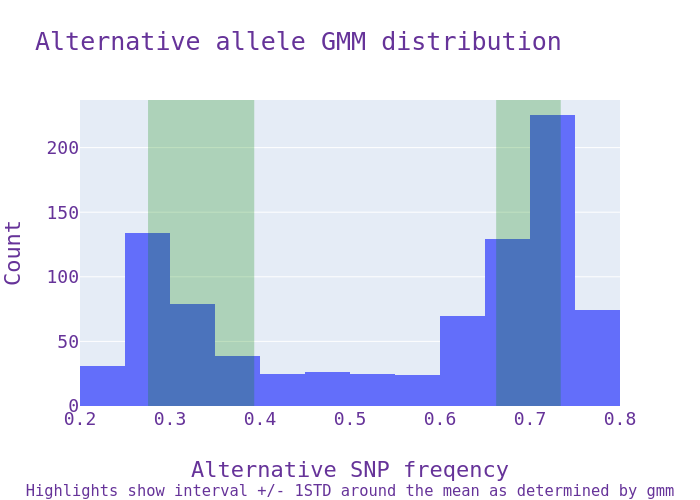 Alternative allele GMM distribution
200
150
100
50
0
Count
0.2 0.3 0.4 0.5 0.6 0.7 0.8
Alternative SNP freqency
Highlights show interval +/- 1STD around the mean as determined by gmm